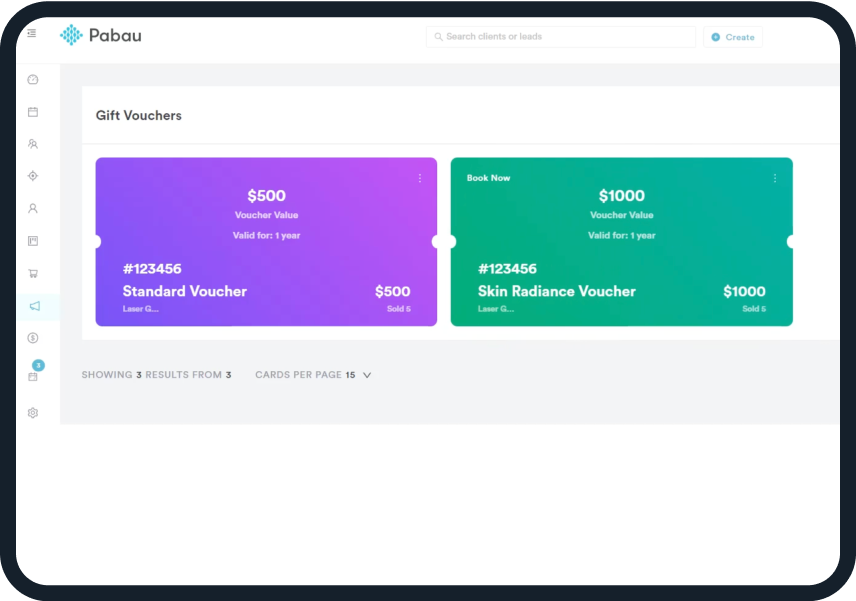 Pabau
Search clients or leads
Create
Gift Vouchers
$500
Voucher Value
Valid for: 1 year
#123456
Standard Voucher
$500
Laser G...
Sold 5
Book Now
$1000
Voucher Value
Valid for: 1 year
#123456
Skin Radiance Voucher
$1000
Laser G...
Sold 5
3
SHOWING 3 RESULTS FROM 3
CARDS PER PAGE 15